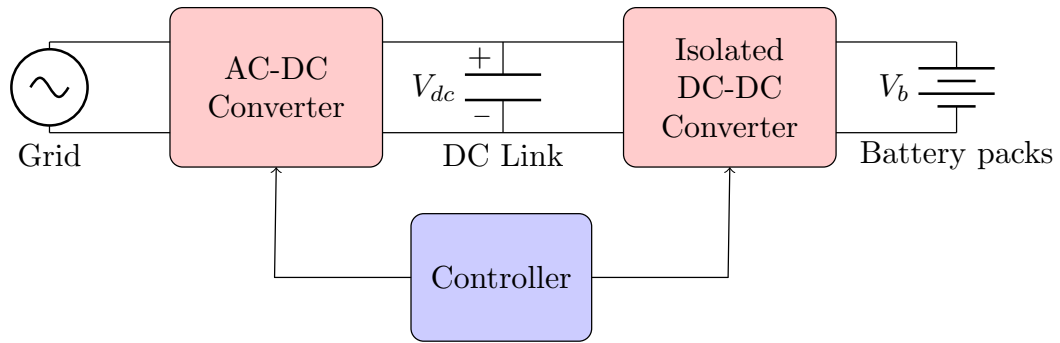 AC-DC
Converter
Isolated
DC-DC
Converter
+
V_dc
–
V_b
Grid
DC Link
Battery packs
Controller